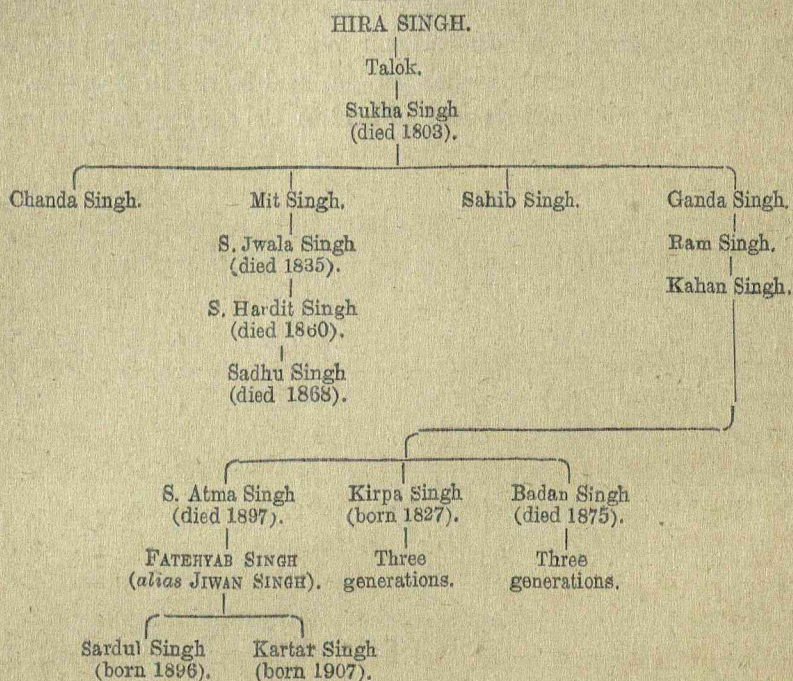 HIRA SINGH.
Talok.
Sukha Singh
(died 1803).
Chanda Singh. Mit Singh. Sahib Singh. Ganda Singh.
S. Jwala Singh Ram Singh.
(died 1835).
Kahan Singh.
S. Hardit Singh
(died 1860).
Sadhu Singh
(died 1868).
S. Atma Singh Kirpa Singh Badan Singh
(died 1897). (born 1827). (died 1875).
FATEHYAB SINGH Three Three
(alias JIWAN SINGH). generations. generations.
Sardul Singh Kartar Singh
(born 1896). (born 1907).